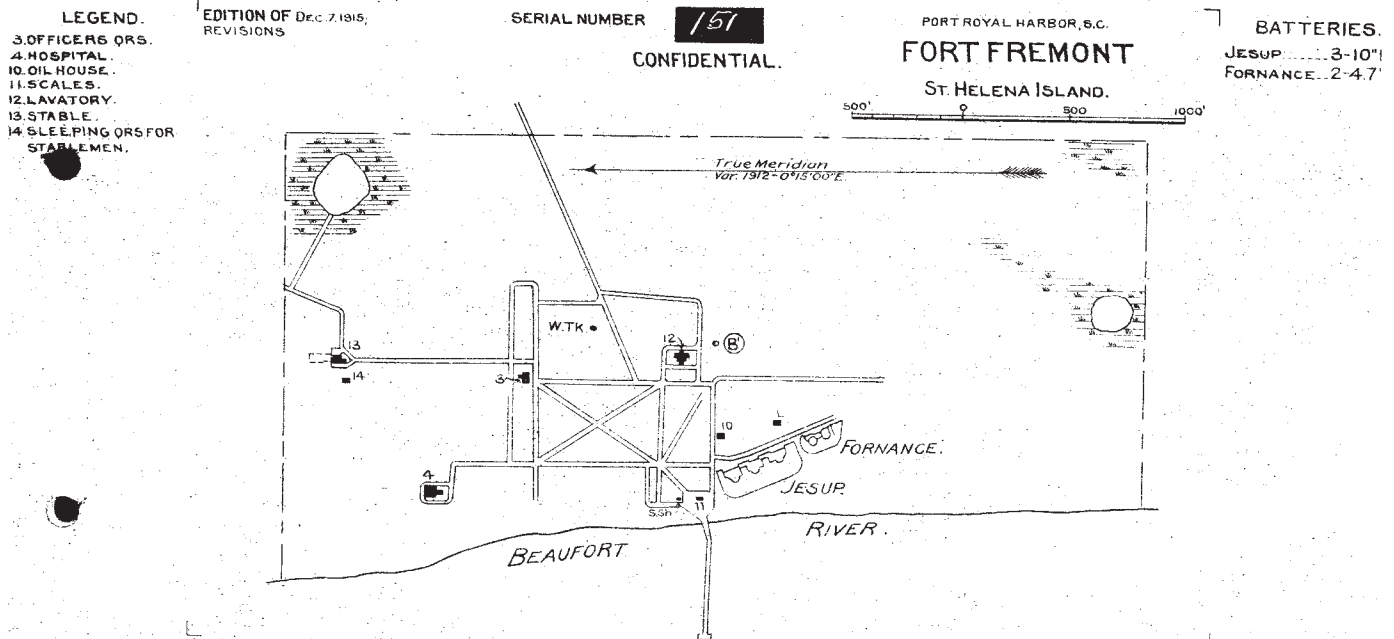 LEGEND.
3.OFFICERS QRS.
4.HOSPITAL.
10.OIL HOUSE.
11.SCALES.
12.LAVATORY.
13.STABLE.
14 SLEEPING QRS FOR
STABLEMEN.
EDITION OF DEC. 7, 1915;
REVISIONS
SERIAL NUMBER 151
CONFIDENTIAL.
PORT ROYAL HARBOR, S.C.
FORT FREMONT
ST. HELENA ISLAND.
500' 0 500 1000'
BATTERIES.
JESUP......3-10"
FORNANCE...2-4.7"
True Meridian
Var. 1912-0°15'00"E.
W.TK.
12
B'
13
14
3
10
L
FORNANCE.
JESUP.
4
S.Sh
11
BEAUFORT RIVER.